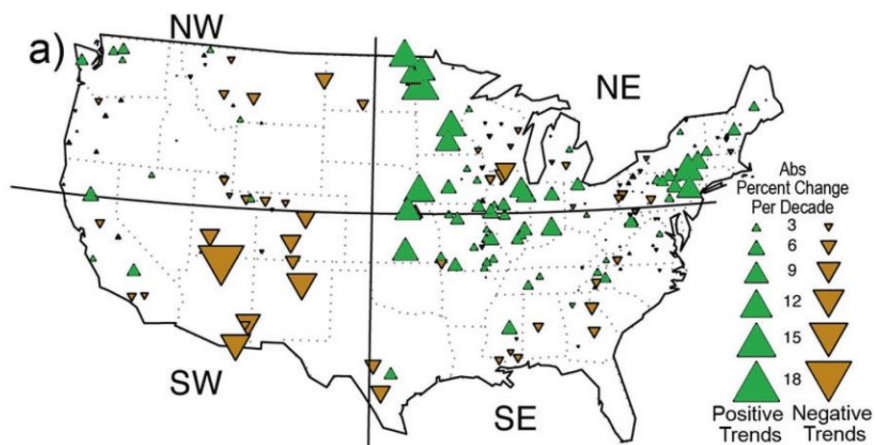 a)
NW
NE
SW
SE
Abs
Percent Change
Per Decade
3
6
9
12
15
18
Positive Negative
Trends Trends